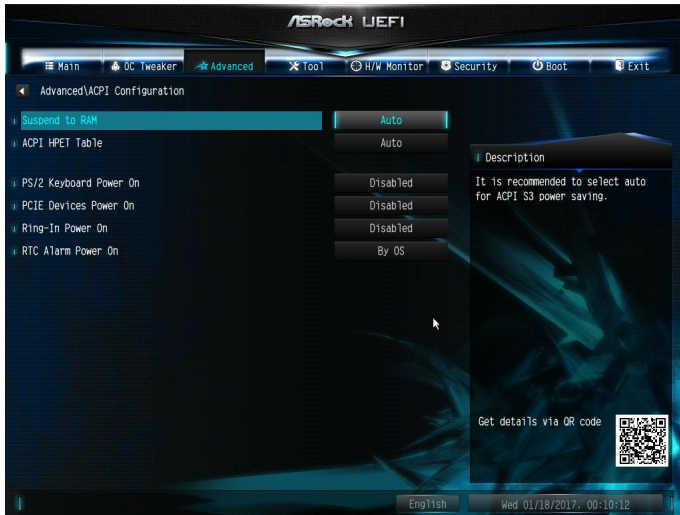 ASRock UEFI
Main OC Tweaker Advanced Tool H/W Monitor Security Boot Exit
Advanced\ACPI Configuration
Suspend to RAM Auto
ACPI HPET Table Auto
Description
It is recommended to select auto
for ACPI S3 power saving.
PS/2 Keyboard Power On Disabled
PCIE Devices Power On Disabled
Ring-In Power On Disabled
RTC Alarm Power On By OS
Get details via QR code
English Wed 01/18/2017. 00:10:12